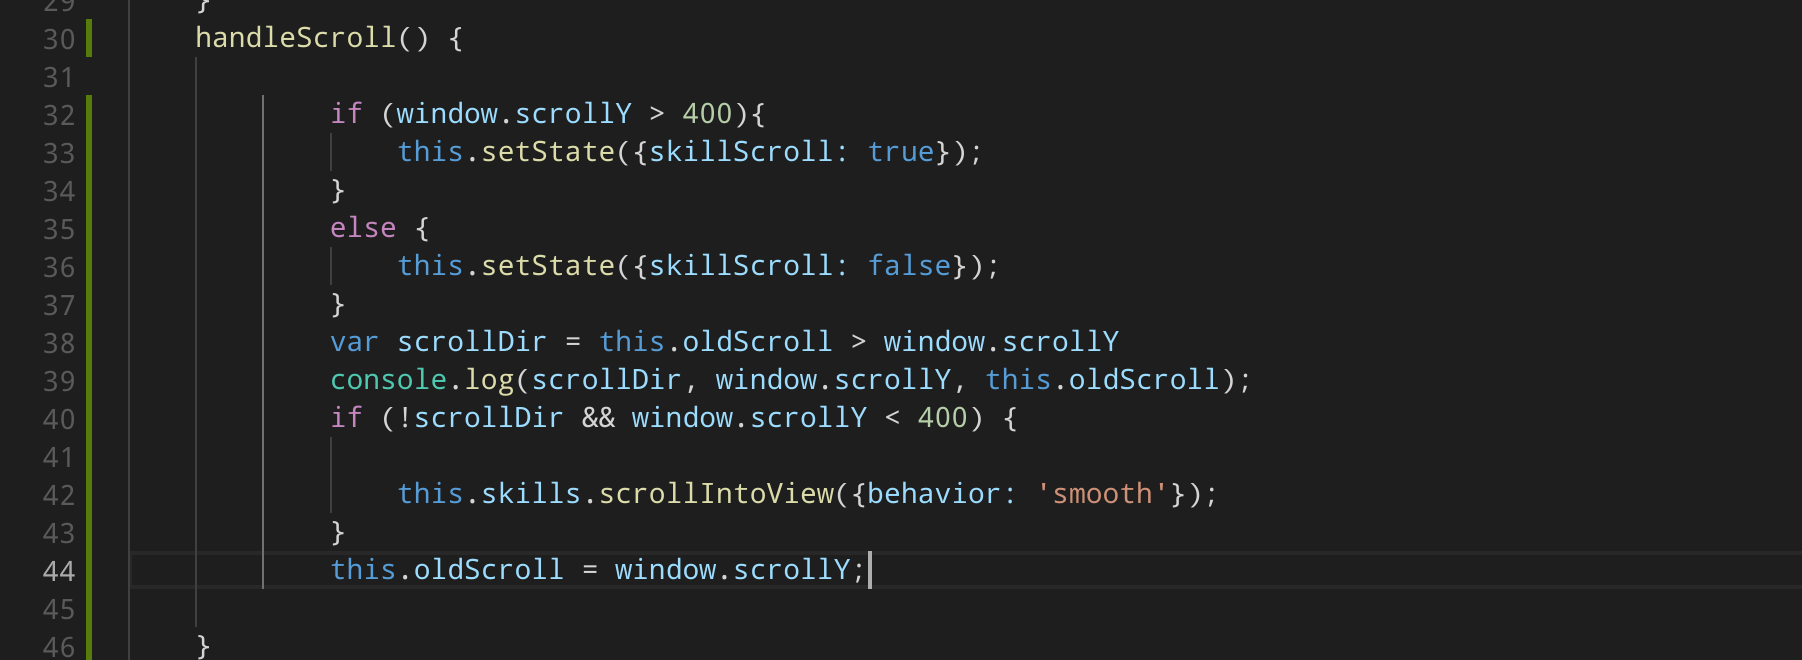 29 }
30 handleScroll() {
31
32 if (window.scrollY > 400){
33 this.setState({skillScroll: true});
34 }
35 else {
36 this.setState({skillScroll: false});
37 }
38 var scrollDir = this.oldScroll > window.scrollY
39 console.log(scrollDir, window.scrollY, this.oldScroll);
40 if (!scrollDir && window.scrollY < 400) {
41
42 this.skills.scrollIntoView({behavior: 'smooth'});
43 }
44 this.oldScroll = window.scrollY;
45
46 }